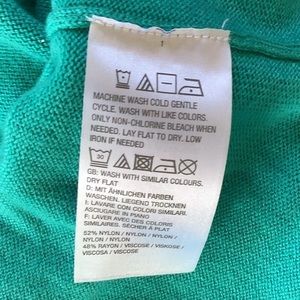 MACHINE WASH COLD GENTLE
CYCLE. WASH WITH LIKE COLORS.
ONLY NON-CHLORINE BLEACH WHEN
NEEDED. LAY FLAT TO DRY. LOW
IRON IF NEEDED
30
GB: WASH WITH SIMILAR COLOURS.
DRY FLAT
D: MIT ÄHNLICHEN FARBEN
WASCHEN. LIEGEND TROCKNEN
I: LAVARE CON COLORI SIMILARI.
ASCIUGARE IN PIANO
F: LAVER AVEC DES COLORIS
SIMILAIRES. SÉCHER À PLAT
52% NYLON / NYLON / NYLON /
NYLON / NYLON
48% RAYON / VISCOSE / VISKOSE /
VISCOSA / VISCOSE